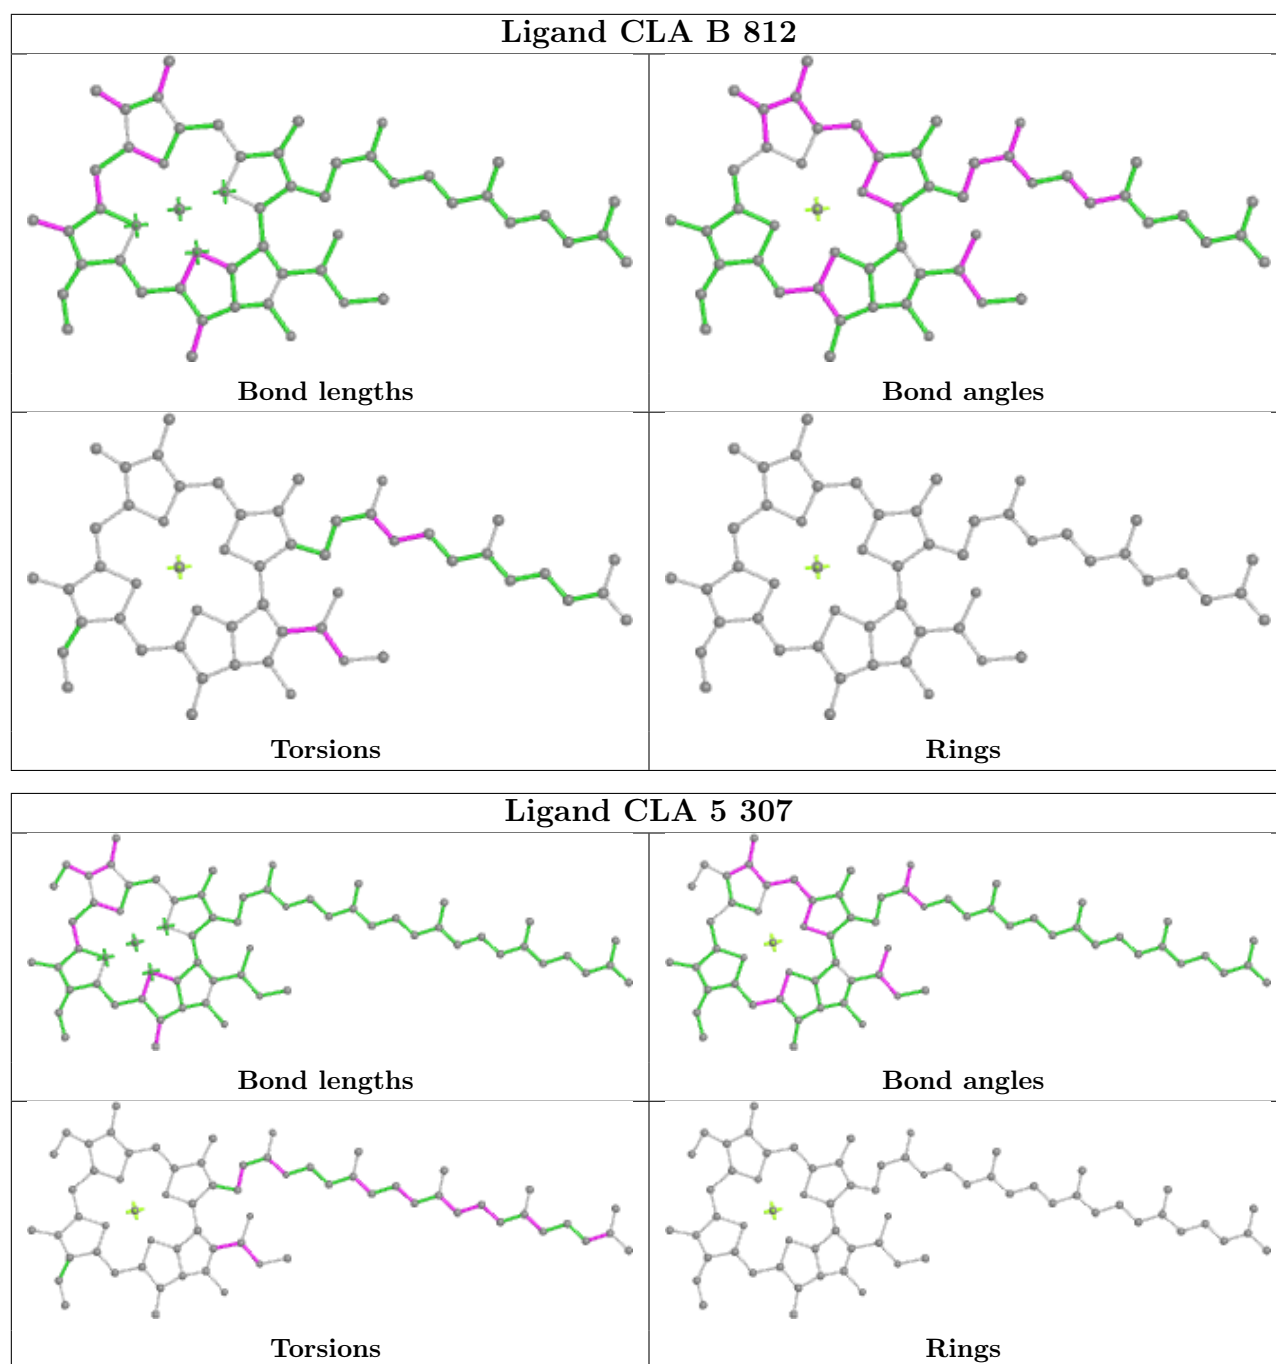 Ligand CLA B 812
Bond lengths
Bond angles
Torsions
Rings
Ligand CLA 5 307
Bond lengths
Bond angles
Torsions
Rings